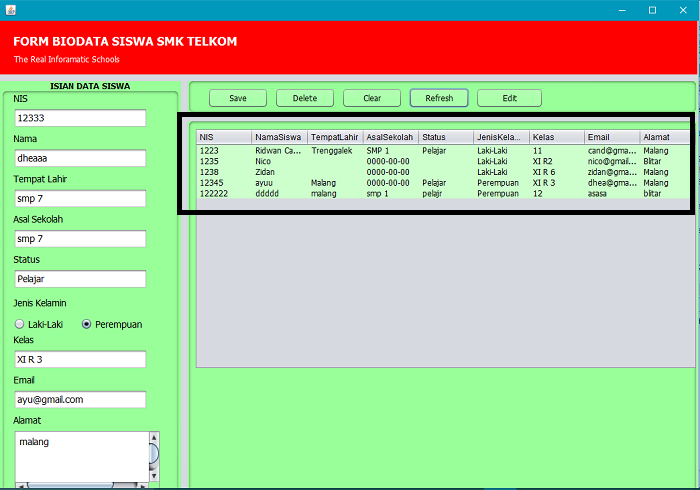 FORM BIODATA SISWA SMK TELKOM
The Real Inforamatic Schools
ISIAN DATA SISWA
NIS
12333
Nama
dheaaa
Tempat Lahir
smp 7
Asal Sekolah
smp 7
Status
Pelajar
Jenis Kelamin
Laki-Laki Perempuan
Kelas
XI R 3
Email
ayu@gmail.com
Alamat
malang
Save Delete Clear Refresh Edit
NIS NamaSiswa TempatLahir AsalSekolah Status JenisKela... Kelas Email Alamat
1223 Ridwan Ca... Trenggalek SMP 1 Pelajar Laki-Laki 11 cand@gma... Malang
1235 Nico 0000-00-00 Laki-Laki XI R2 nico@gmail... Blitar
1238 Zidan 0000-00-00 Laki-Laki XI R 6 zidan@gma... Malang
12345 ayuu Malang 0000-00-00 Pelajar Perempuan XI R 3 dhea@gma... Malang
122222 ddddd malang smp 1 pelajr Perempuan 12 asasa blitar